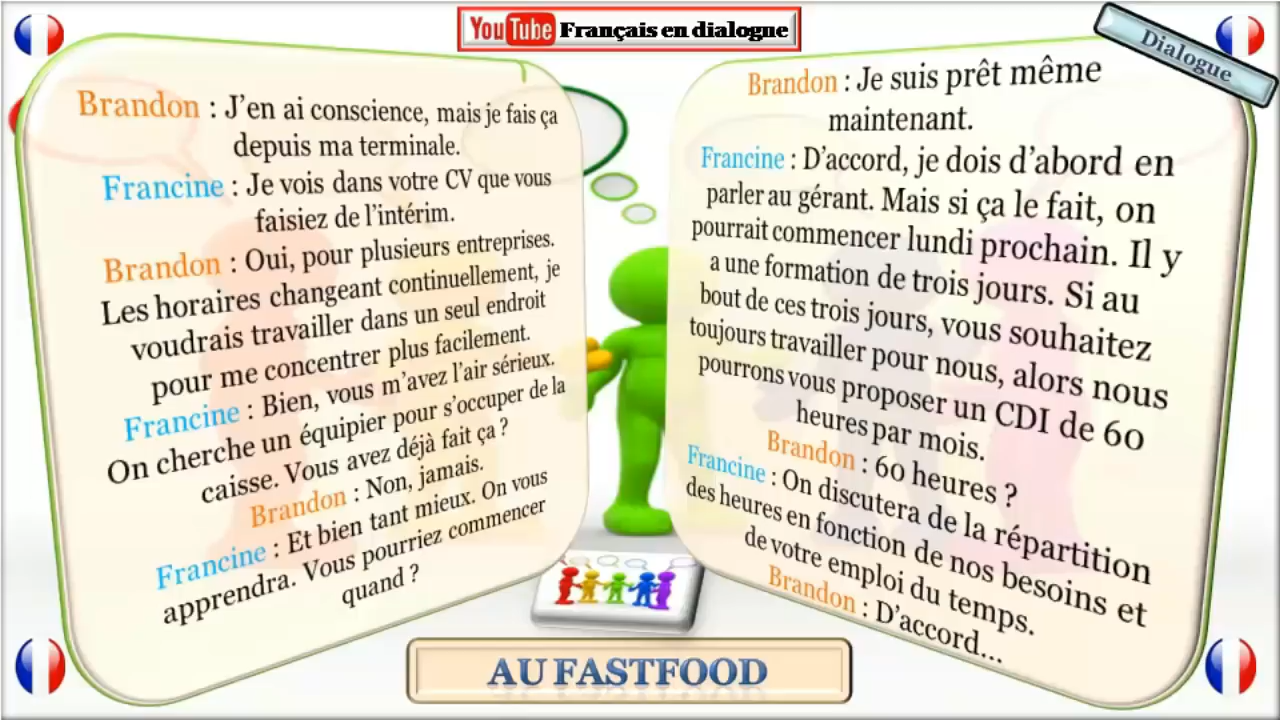 YouTube Français en dialogue
Dialogue
Brandon : J'en ai conscience, mais je fais ça
depuis ma terminale.
Francine : Je vois dans votre CV que vous
faisiez de l'intérim.
Brandon : Oui, pour plusieurs entreprises.
Les horaires changeant continuellement, je
voudrais travailler dans un seul endroit
pour me concentrer plus facilement.
Francine : Bien, vous m'avez l'air sérieux.
On cherche un équipier pour s'occuper de la
caisse. Vous avez déjà fait ça ?
Brandon : Non, jamais.
Francine : Et bien tant mieux. On vous
apprendra. Vous pourriez commencer
quand ?
Brandon : Je suis prêt même
maintenant.
Francine : D'accord, je dois d'abord en
parler au gérant. Mais si ça le fait, on
pourrait commencer lundi prochain. Il y
a une formation de trois jours. Si au
bout de ces trois jours, vous souhaitez
toujours travailler pour nous, alors nous
pourrons vous proposer un CDI de 60
heures par mois.
Brandon : 60 heures ?
Francine : On discutera de la répartition
des heures en fonction de nos besoins et
de votre emploi du temps.
Brandon : D'accord...
AU FASTFOOD